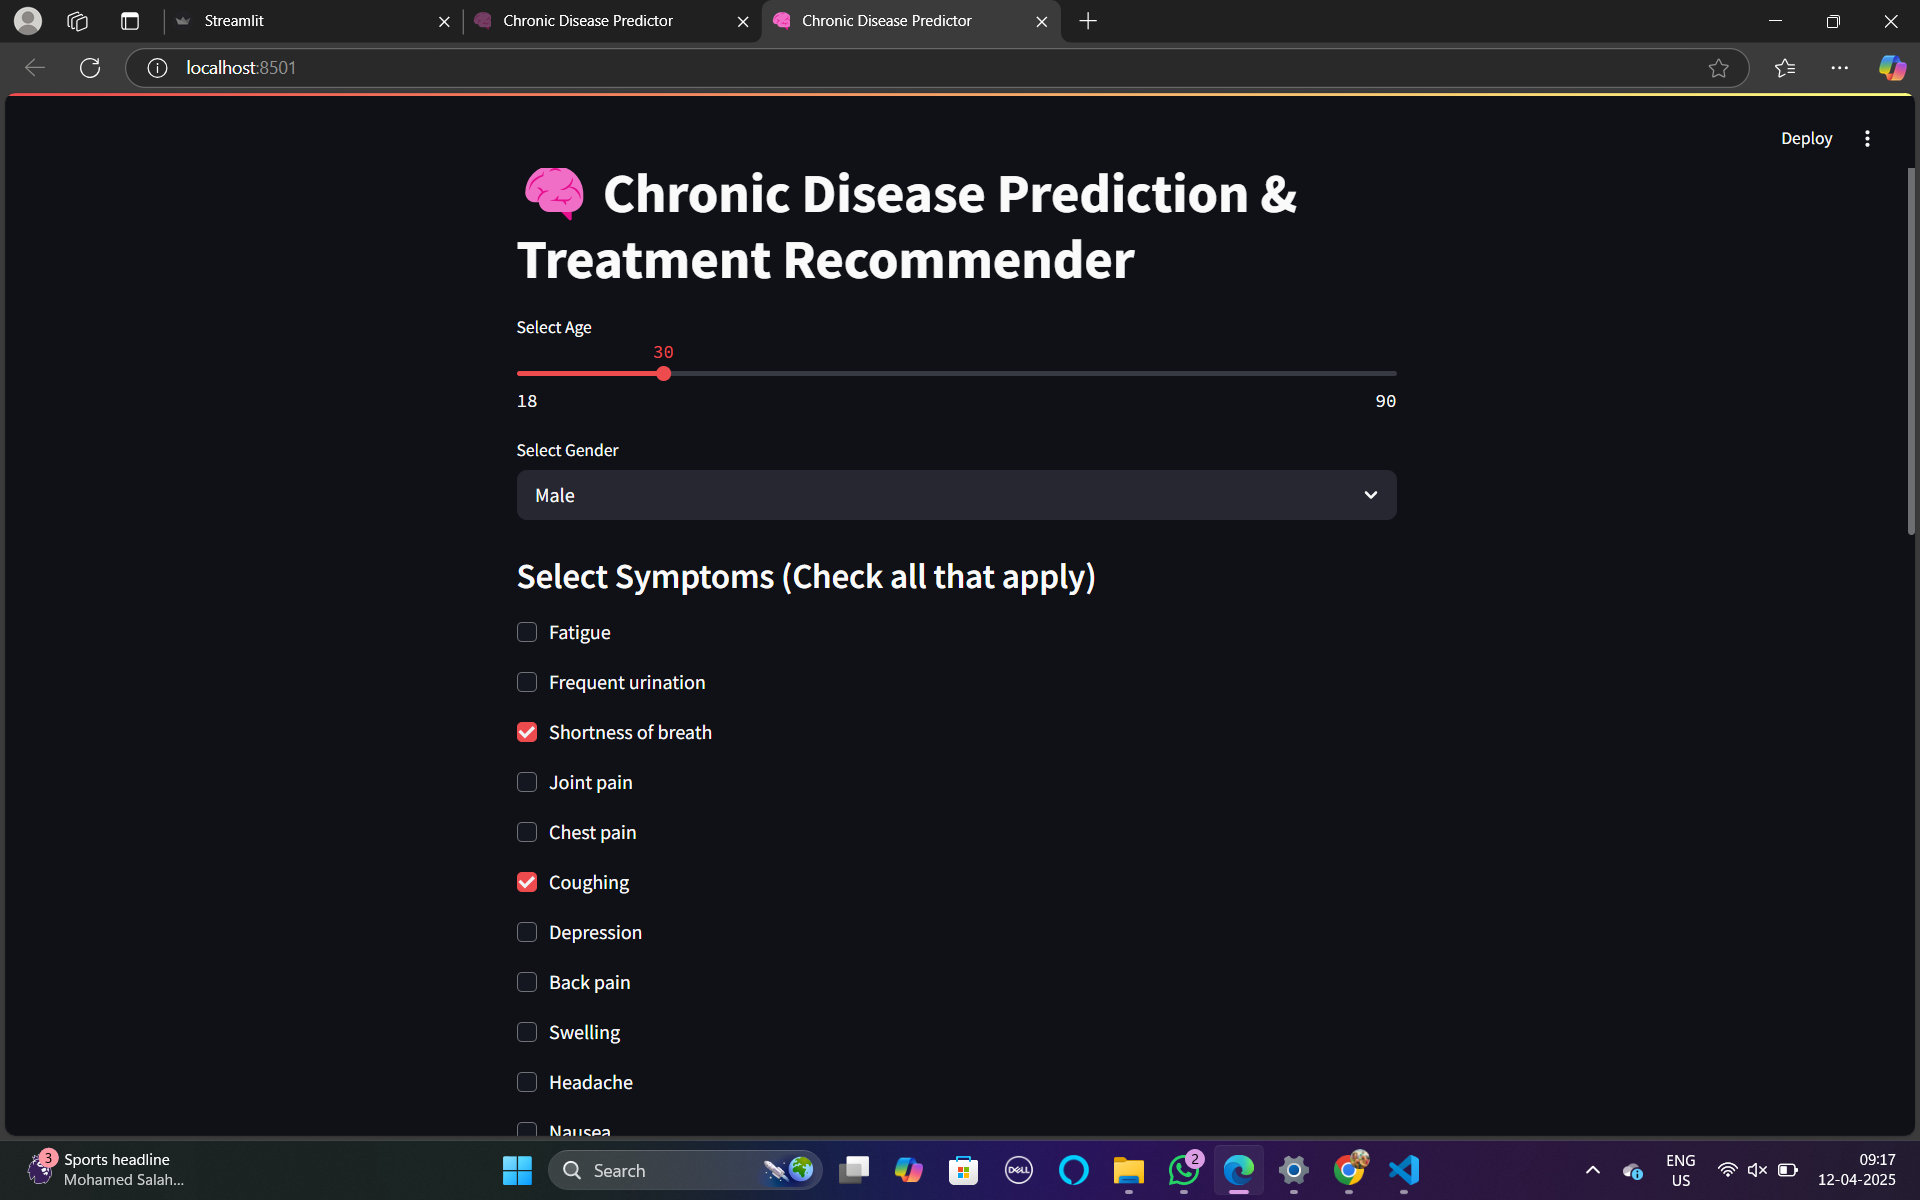 Streamlit
Chronic Disease Predictor
Chronic Disease Predictor
localhost:8501
Deploy
Chronic Disease Prediction &
Treatment Recommender
Select Age
30
18
90
Select Gender
Male
Select Symptoms (Check all that apply)
Fatigue
Frequent urination
Shortness of breath
Joint pain
Chest pain
Coughing
Depression
Back pain
Swelling
Headache
Nausea
3
Sports headline
Mohamed Salah...
Search
DELL
2
ENG
US
09:17
12-04-2025